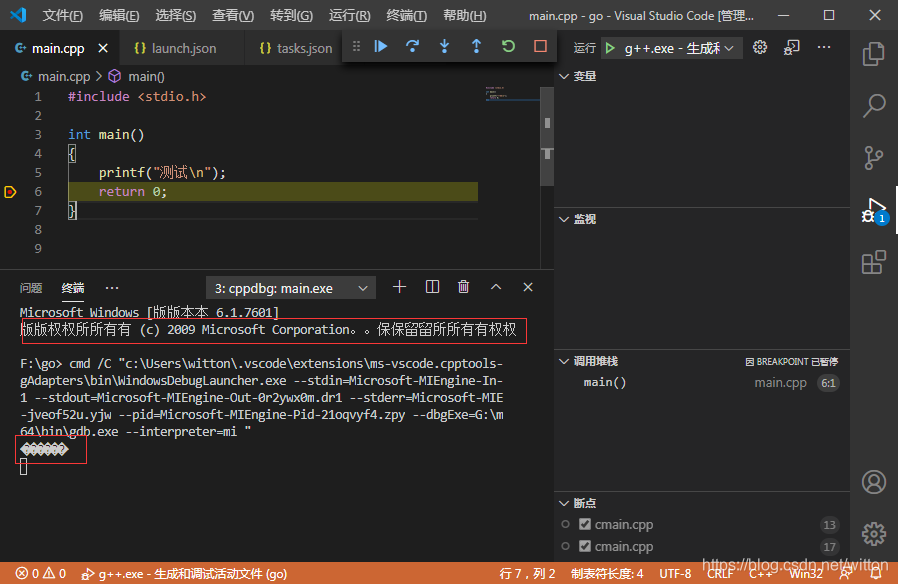 文件(F) 编辑(E) 选择(S) 查看(V) 转到(G) 运行(R) 终端(T) 帮助(H) main.cpp - go - Visual Studio Code [管理...
main.cpp launch.json tasks.json
运行 g++.exe - 生成和
main.cpp > main()
变量
1 #include <stdio.h>
2
3 int main()
4 {
5 printf("测试\n");
6 return 0;
7 }
8
9
监视
问题 终端 ... 3: cppdbg: main.exe
Microsoft Windows [版版本本 6.1.7601]
版版权权所所有有 (c) 2009 Microsoft Corporation。。保保留留所所有有权权
F:\go> cmd /C "c:\Users\witton\.vscode\extensions\ms-vscode.cpptools-
gAdapters\bin\WindowsDebugLauncher.exe --stdin=Microsoft-MIEngine-In-
1 --stdout=Microsoft-MIEngine-Out-0r2ywx0m.dr1 --stderr=Microsoft-MIE
-jveof52u.yjw --pid=Microsoft-MIEngine-Pid-21oqvyf4.zpy --dbgExe=G:\m
64\bin\gdb.exe --interpreter=mi "
������
调用堆栈 因 BREAKPOINT 已暂停
main() main.cpp 6:1
断点
cmain.cpp 13
cmain.cpp 17
1
0 0 g++.exe - 生成和调试活动文件 (go) 行 7，列 2 制表符长度: 4 UTF-8 CRLF C++ Win32
https://blog.csdn.net/witton